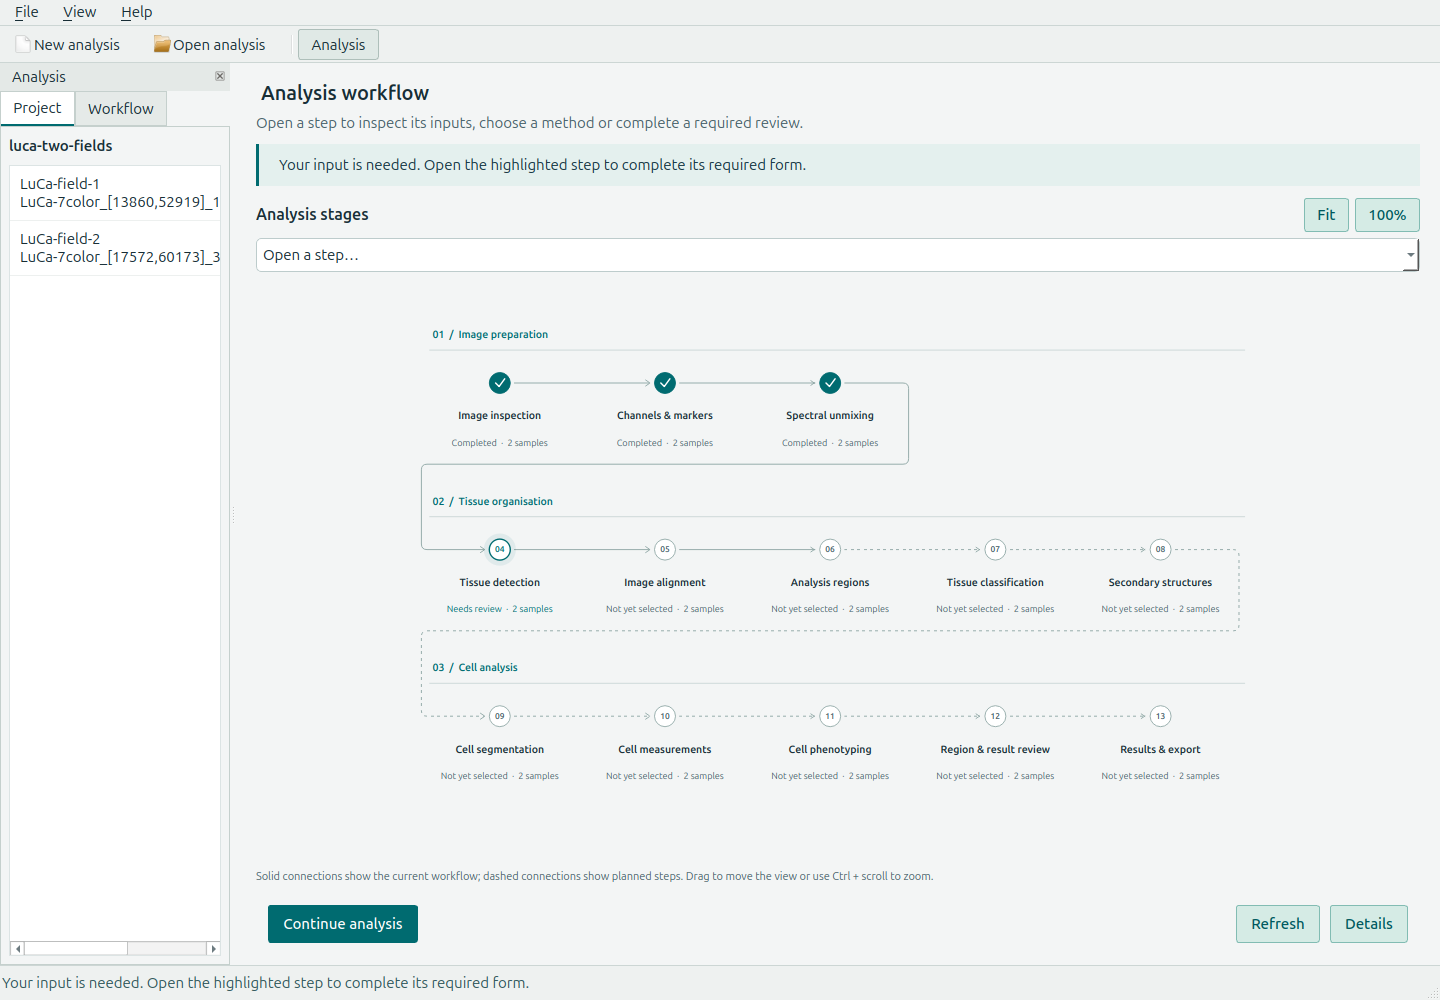 File View Help
New analysis Open analysis Analysis
Analysis
Project Workflow
luca-two-fields
LuCa-field-1
LuCa-7color_[13860,52919]_1
LuCa-field-2
LuCa-7color_[17572,60173]_3
Analysis workflow
Open a step to inspect its inputs, choose a method or complete a required review.
Your input is needed. Open the highlighted step to complete its required form.
Analysis stages
Fit 100%
Open a step...
01 / Image preparation
Image inspection Channels & markers Spectral unmixing
Completed · 2 samples Completed · 2 samples Completed · 2 samples
02 / Tissue organisation
04 05 06 07 08
Tissue detection Image alignment Analysis regions Tissue classification Secondary structures
Needs review · 2 samples Not yet selected · 2 samples Not yet selected · 2 samples Not yet selected · 2 samples Not yet selected · 2 samples
03 / Cell analysis
09 10 11 12 13
Cell segmentation Cell measurements Cell phenotyping Region & result review Results & export
Not yet selected · 2 samples Not yet selected · 2 samples Not yet selected · 2 samples Not yet selected · 2 samples Not yet selected · 2 samples
Solid connections show the current workflow; dashed connections show planned steps. Drag to move the view or use Ctrl + scroll to zoom.
Continue analysis Refresh Details
Your input is needed. Open the highlighted step to complete its required form.